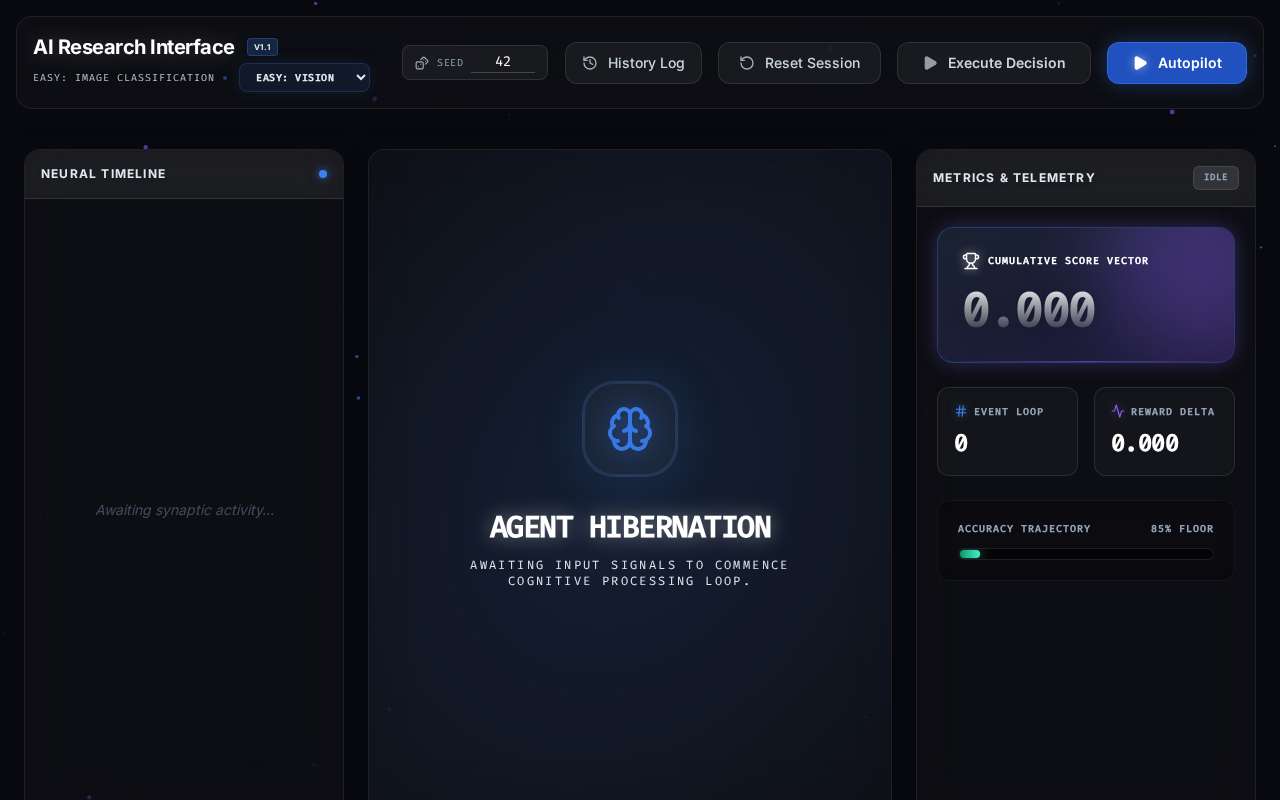 AI Research Interface V1.1
EASY: IMAGE CLASSIFICATION • EASY: VISION
SEED 42
History Log
Reset Session
Execute Decision
Autopilot
NEURAL TIMELINE
Awaiting synaptic activity...
AGENT HIBERNATION
AWAITING INPUT SIGNALS TO COMMENCE
COGNITIVE PROCESSING LOOP.
METRICS & TELEMETRY IDLE
CUMULATIVE SCORE VECTOR
0.000
EVENT LOOP
0
REWARD DELTA
0.000
ACCURACY TRAJECTORY 85% FLOOR